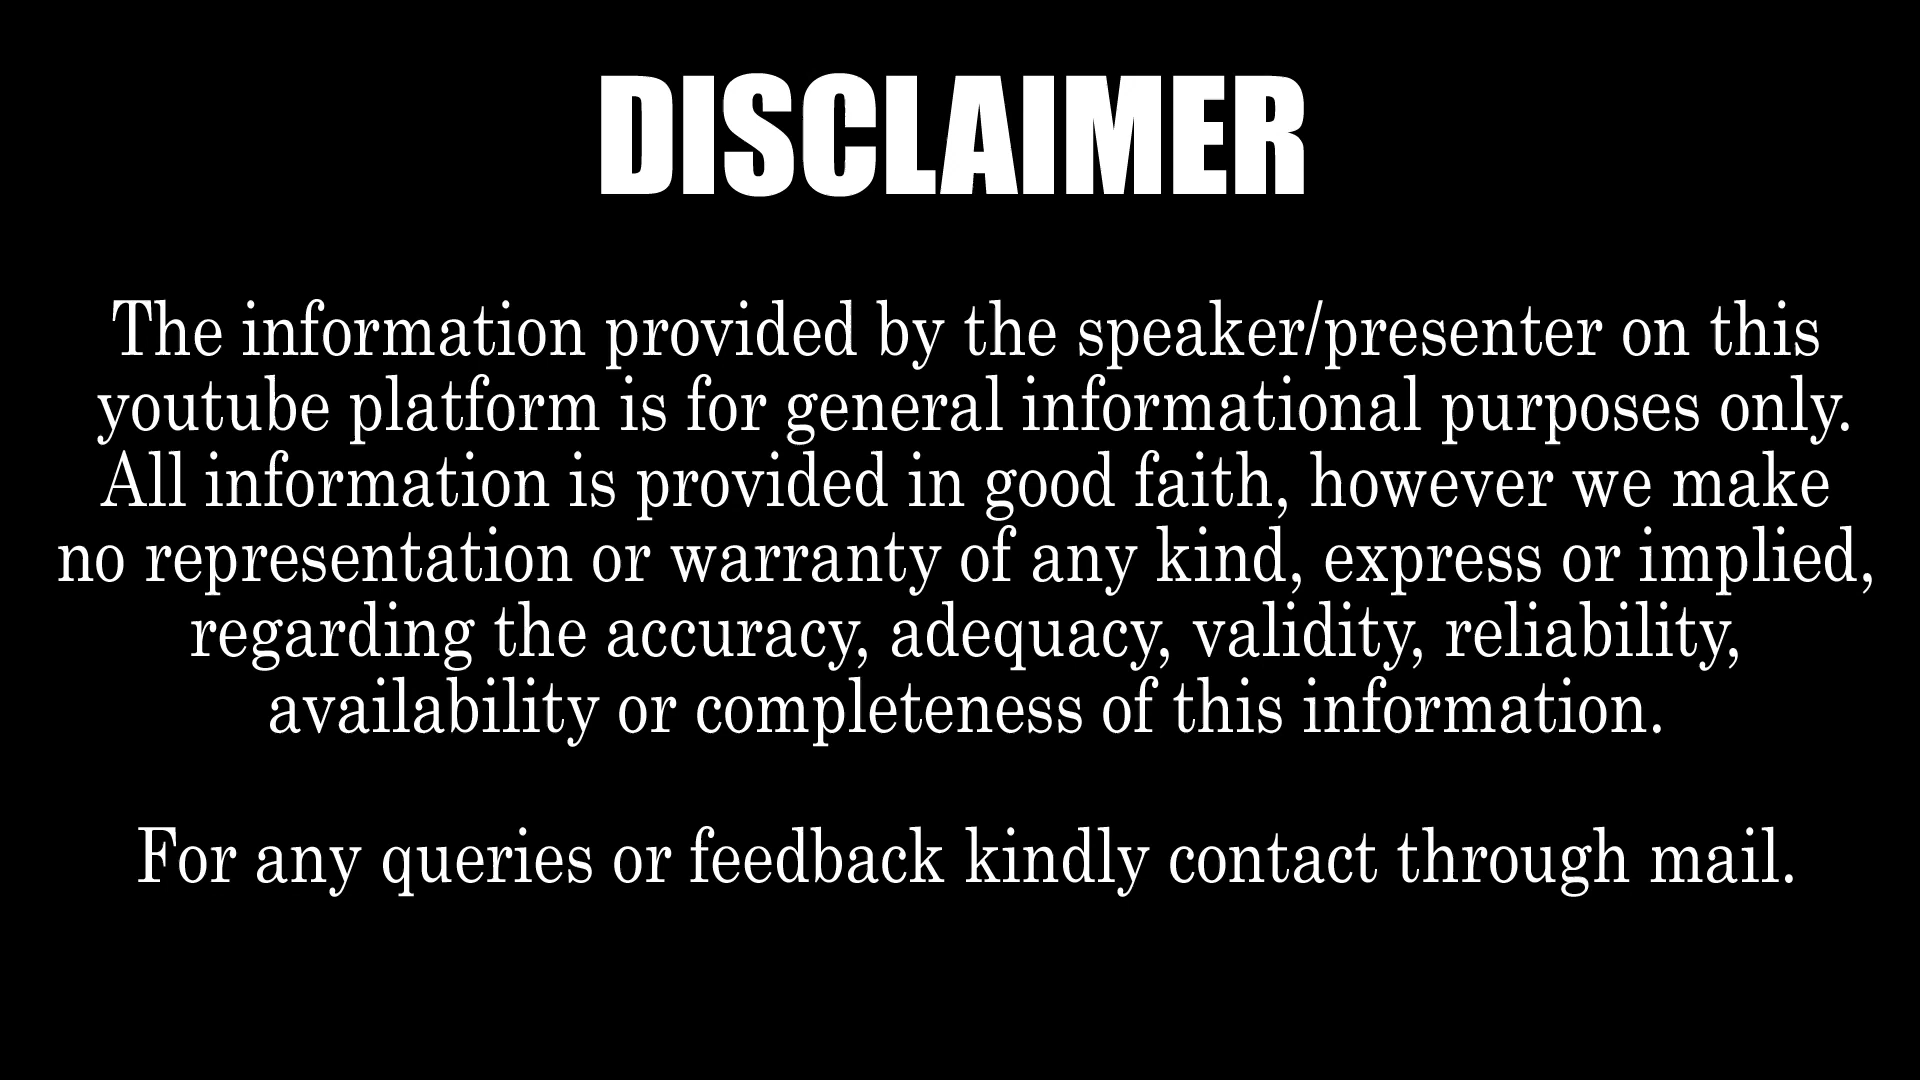 DISCLAIMER
The information provided by the speaker/presenter on this
youtube platform is for general informational purposes only.
All information is provided in good faith, however we make
no representation or warranty of any kind, express or implied,
regarding the accuracy, adequacy, validity, reliability,
availability or completeness of this information.
For any queries or feedback kindly contact through mail.